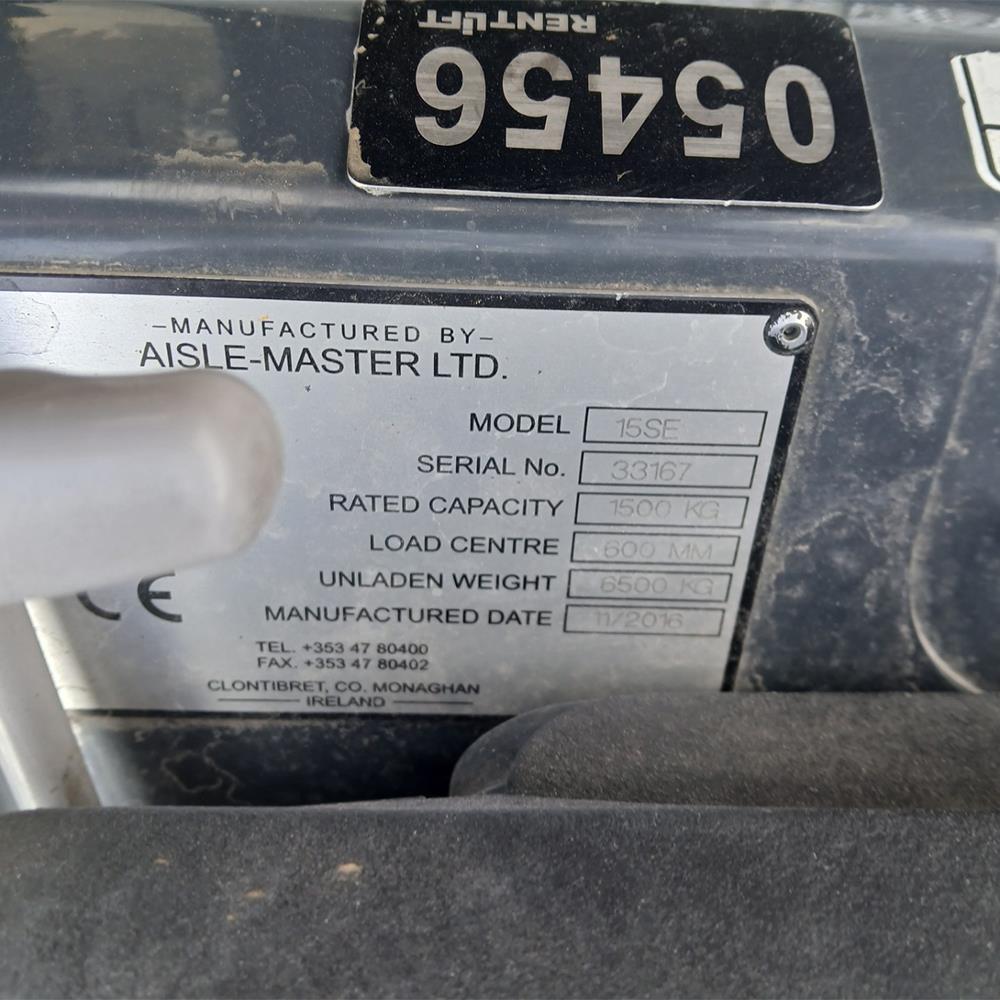 RENTLIFT
05456
–MANUFACTURED BY–
AISLE-MASTER LTD.
MODEL 15SE
SERIAL No. 33167
RATED CAPACITY 1500 KG
LOAD CENTRE 600 MM
UNLADEN WEIGHT 6500 KG
MANUFACTURED DATE 11/2016
CE
TEL. +353 47 80400
FAX. +353 47 80402
CLONTIBRET, CO. MONAGHAN
IRELAND